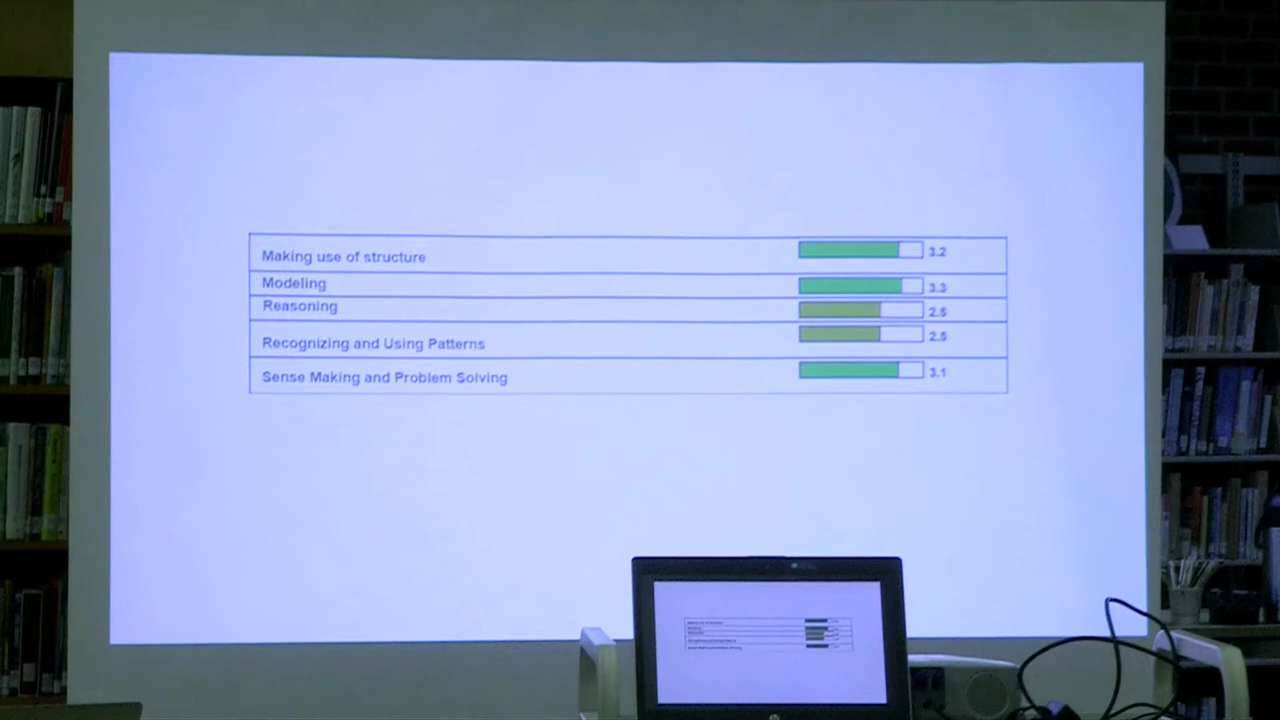 Making use of structure 3.2
Modeling 3.3
Reasoning 2.5
Recognizing and Using Patterns 2.5
Sense Making and Problem Solving 3.1